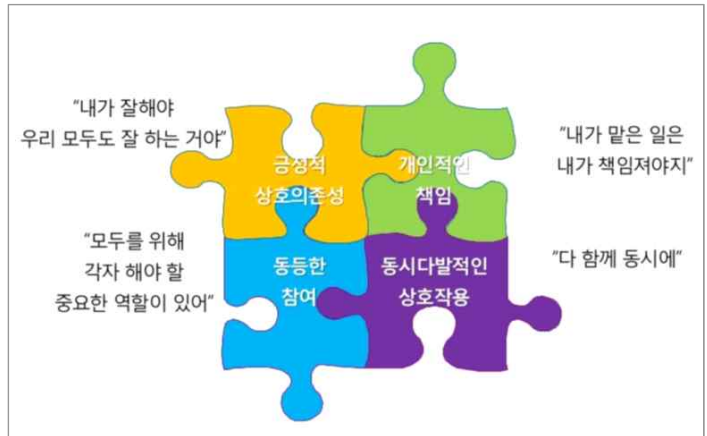 "내가 잘해야
우리 모두도 잘 하는 거야"
긍정적
상호의존성
개인적인
책임
"내가 맡은 일은
내가 책임져야지"
"모두를 위해
각자 해야 할
중요한 역할이 있어"
동등한
참여
동시다발적인
상호작용
"다 함께 동시에"